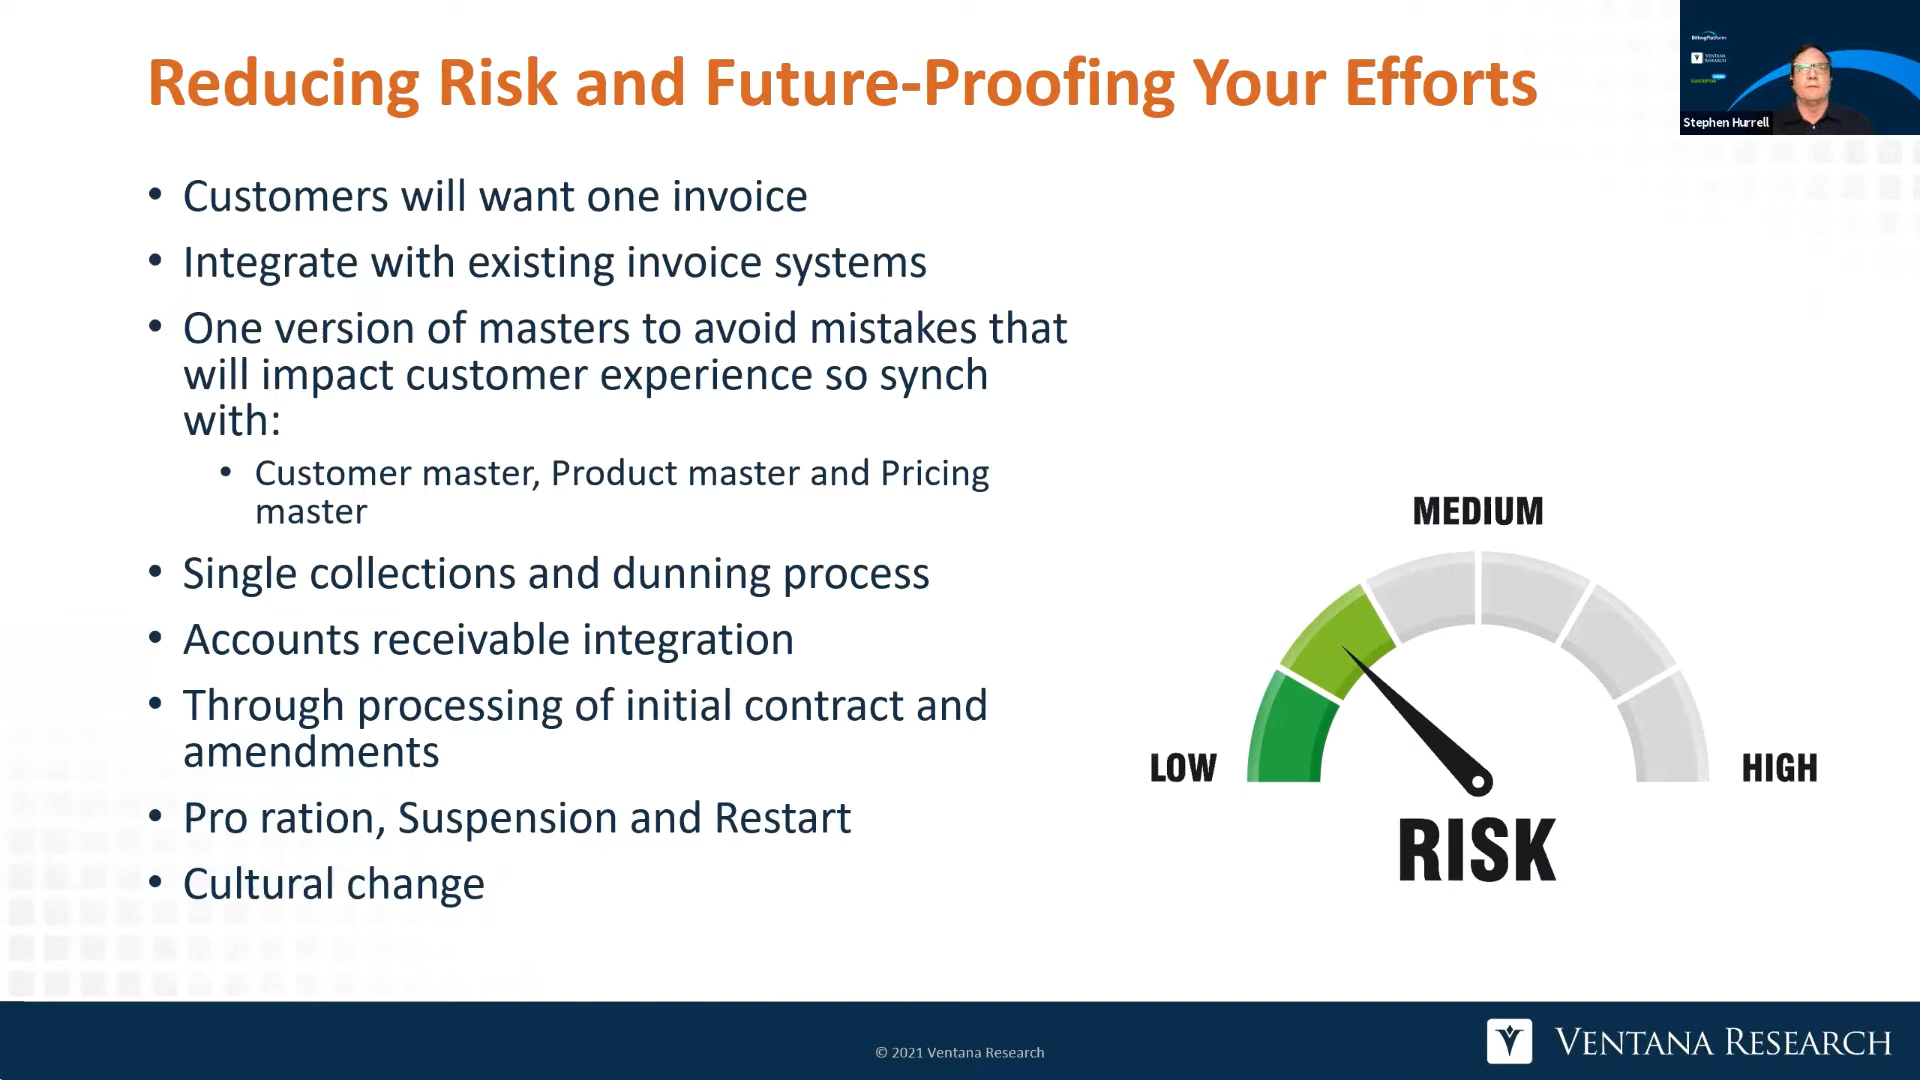 Reducing Risk and Future-Proofing Your Efforts
BillingPlatform
VENTANA
RESEARCH
Stephen Hurrell
• Customers will want one invoice
• Integrate with existing invoice systems
• One version of masters to avoid mistakes that
will impact customer experience so synch
with:
• Customer master, Product master and Pricing
master
• Single collections and dunning process
• Accounts receivable integration
• Through processing of initial contract and
amendments
• Pro ration, Suspension and Restart
• Cultural change
MEDIUM
LOW
HIGH
RISK
© 2021 Ventana Research
VENTANA RESEARCH